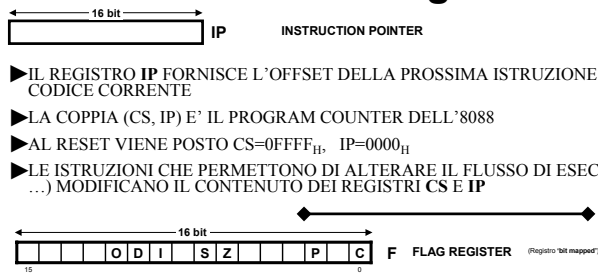 16 bit
IP INSTRUCTION POINTER
►IL REGISTRO IP FORNISCE L'OFFSET DELLA PROSSIMA ISTRUZIONE
CODICE CORRENTE
►LA COPPIA (CS, IP) E' IL PROGRAM COUNTER DELL'8088
►AL RESET VIENE POSTO CS=0FFFFH, IP=0000H
►LE ISTRUZIONI CHE PERMETTONO DI ALTERARE IL FLUSSO DI ESEC
…) MODIFICANO IL CONTENUTO DEI REGISTRI CS E IP
16 bit
O D I S Z P C F FLAG REGISTER (Registro "bit mapped")
15 0